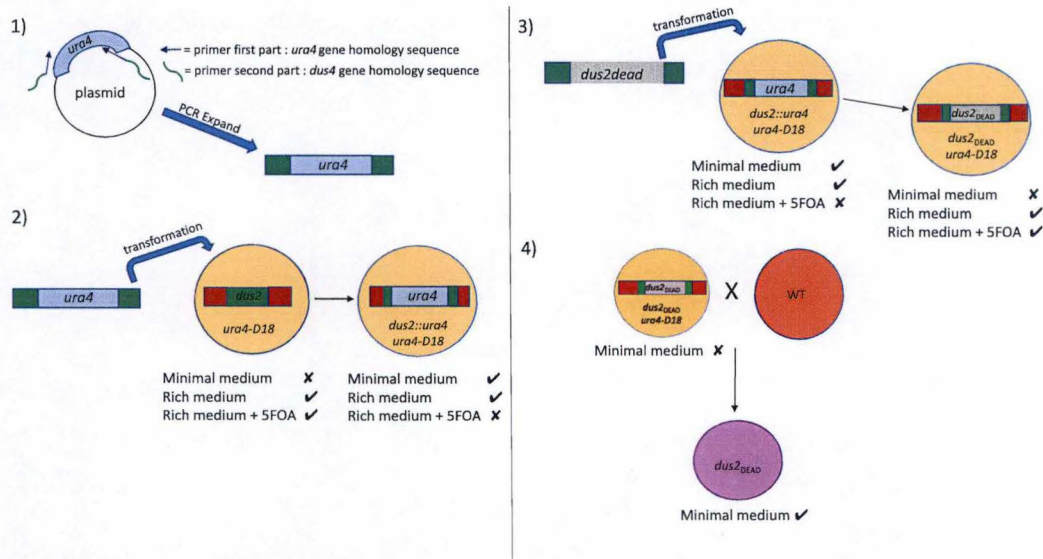 1)
ura4
plasmid
= primer first part : ura4 gene homology sequence
= primer second part : dus4 gene homology sequence
PCR Expand
ura4
2)
transformation
ura4
dus2
ura4-D18
ura4
dus2::ura4
ura4-D18
Minimal medium ✘
Rich medium ✔
Rich medium + 5FOA ✔
Minimal medium ✔
Rich medium ✔
Rich medium + 5FOA ✘
3)
transformation
dus2dead
ura4
dus2::ura4
ura4-D18
dus2DEAD
dus2DEAD
ura4-D18
Minimal medium ✔
Rich medium ✔
Rich medium + 5FOA ✘
Minimal medium ✘
Rich medium ✔
Rich medium + 5FOA ✔
4)
dus2DEAD
dus2DEAD
ura4-D18
X
WT
Minimal medium ✘
dus2DEAD
Minimal medium ✔